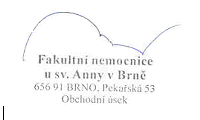 Fakultní nemocnice
u sv. Anny v Brně
656 91 BRNO, Pekařská 53
Obchodní úsek